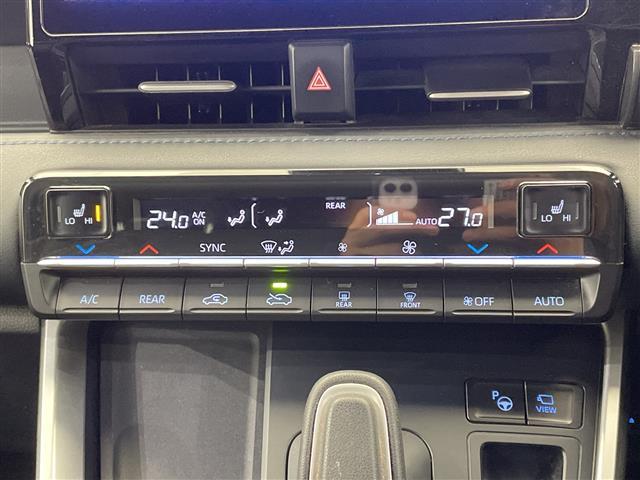 LO HI
24.0 A/C ON
REAR
AUTO 27.0
LO HI
SYNC
A/C
REAR
REAR
FRONT
OFF
AUTO
P
VIEW